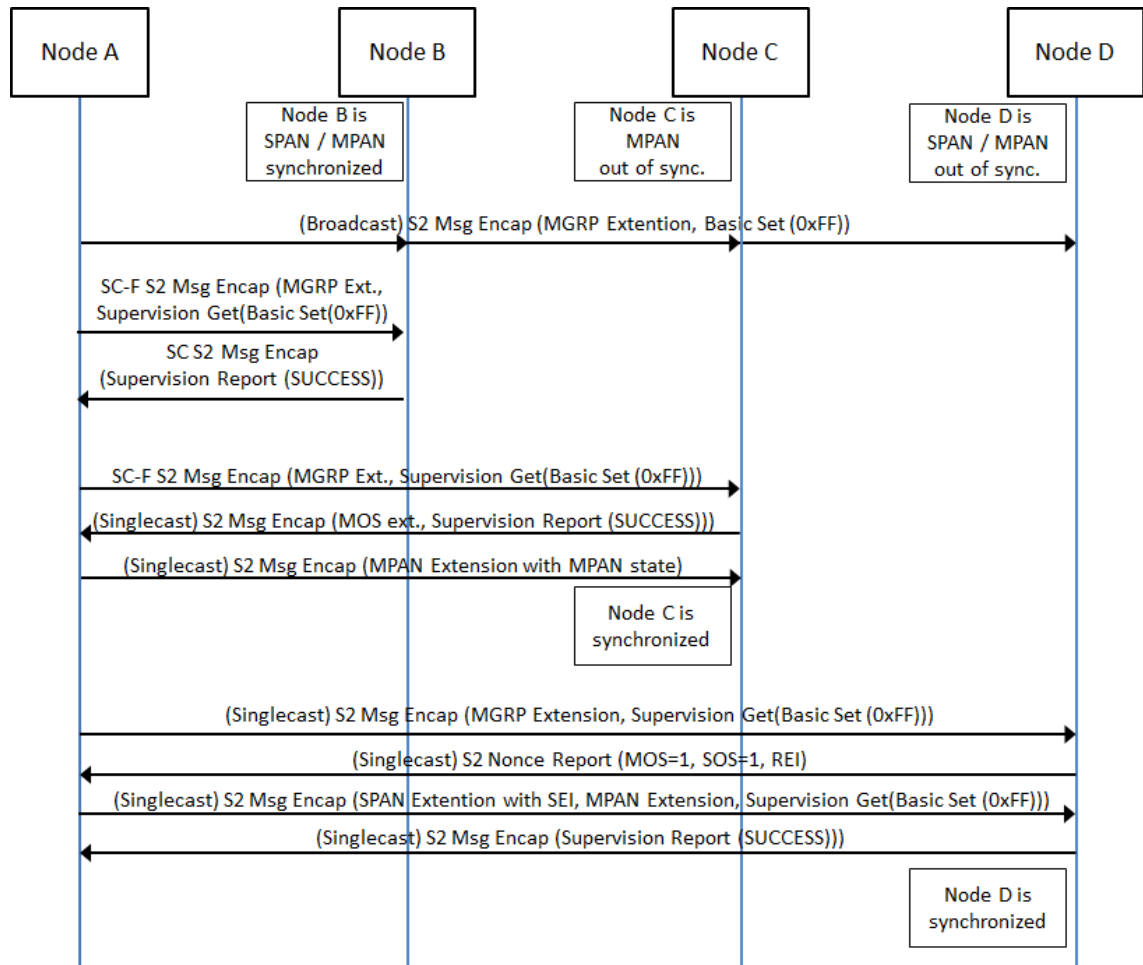 Node A
Node B
Node C
Node D
Node B is
SPAN / MPAN
synchronized
Node C is
MPAN
out of sync.
Node D is
SPAN / MPAN
out of sync.
(Broadcast) S2 Msg Encap (MGRP Extention, Basic Set (0xFF))
SC-F S2 Msg Encap (MGRP Ext.,
Supervision Get(Basic Set(0xFF))
SC S2 Msg Encap
(Supervision Report (SUCCESS))
SC-F S2 Msg Encap (MGRP Ext., Supervision Get(Basic Set (0xFF)))
(Singlecast) S2 Msg Encap (MOS ext., Supervision Report (SUCCESS)))
(Singlecast) S2 Msg Encap (MPAN Extension with MPAN state)
Node C is
synchronized
(Singlecast) S2 Msg Encap (MGRP Extension, Supervision Get(Basic Set (0xFF)))
(Singlecast) S2 Nonce Report (MOS=1, SOS=1, REI)
(Singlecast) S2 Msg Encap (SPAN Extention with SEI, MPAN Extension, Supervision Get(Basic Set (0xFF)))
(Singlecast) S2 Msg Encap (Supervision Report (SUCCESS)))
Node D is
synchronized